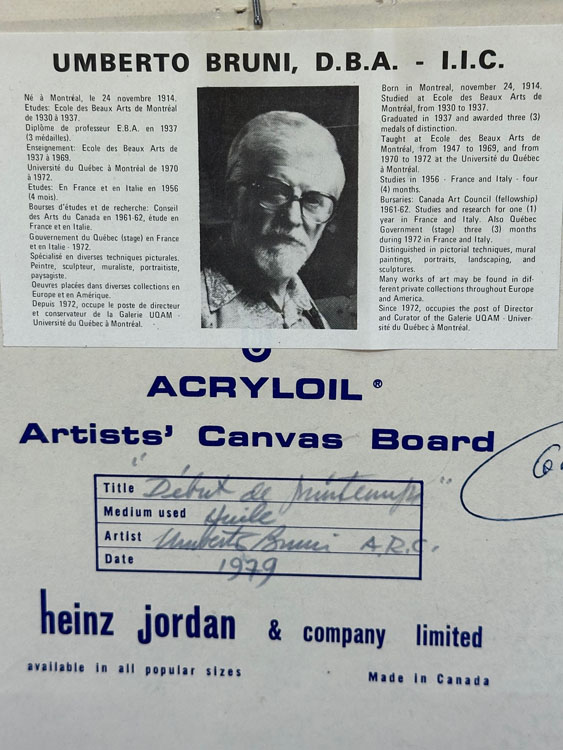 UMBERTO BRUNI, D.B.A. - I.I.C.
Né à Montréal, le 24 novembre 1914.
Etudes: Ecole des Beaux Arts de Montréal
de 1930 à 1937.
Diplôme de professeur E.B.A. en 1937
(3 médailles).
Enseignement: Ecole des Beaux Arts de
1937 à 1969.
Université du Québec à Montréal de 1970
à 1972.
Etudes: En France et en Italie en 1956
(4 mois).
Bourses d'études et de recherche: Conseil
des Arts du Canada en 1961-62, étude en
France et en Italie.
Gouvernement du Québec (stage) en France
et en Italie - 1972.
Spécialisé en diverses techniques picturales.
Peintre, sculpteur, muraliste, portraitiste,
paysagiste.
Oeuvres placées dans diverses collections en
Europe et en Amérique.
Depuis 1972, occupe le poste de directeur
et conservateur de la Galerie UQAM -
Université du Québec à Montréal.
Born in Montreal, november 24, 1914.
Studied at Ecole des Beaux Arts de
Montréal, from 1930 to 1937.
Graduated in 1937 and awarded three (3)
medals of distinction.
Taught at Ecole des Beaux Arts de
Montréal, from 1947 to 1969, and from
1970 to 1972 at the Université du Québec
à Montréal.
Studies in 1956 - France and Italy - four
(4) months.
Bursaries: Canada Art Council (fellowship)
1961-62. Studies and research for one (1)
year in France and Italy. Also Québec
Government (stage) three (3) months
during 1972 in France and Italy.
Distinguished in pictorial techniques, mural
paintings, portraits, landscaping, and
sculptures.
Many works of art may be found in dif-
ferent private collections throughout Europe
and America.
Since 1972, occupies the post of Director
and Curator of the Galerie UQAM - Univer-
sité du Québec à Montréal.
ACRYLOIL ®
Artists' Canvas Board
Title "Début de printemps"
Medium used Huile
Artist Umberto Bruni A.R.C.
Date 1979
heinz jordan & company limited
available in all popular sizes
Made in Canada